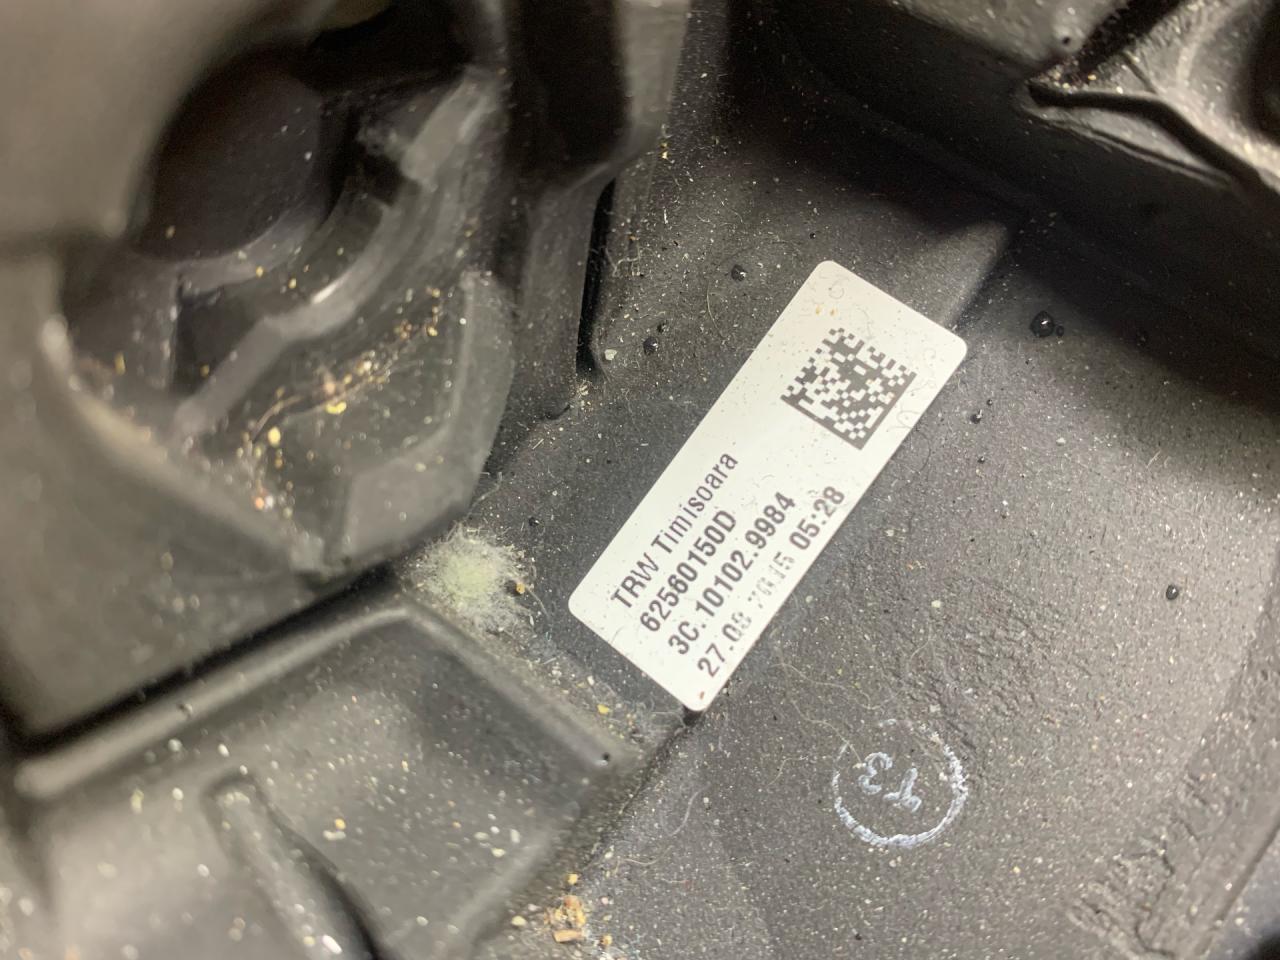 TRW Timisoara
62560150D
3C.10102.9984
27.08.2015 05:28